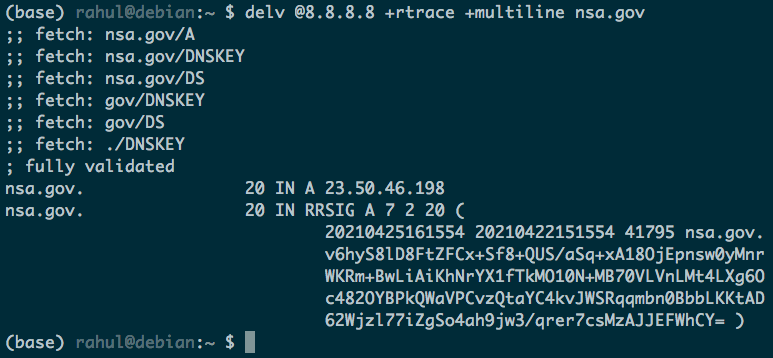 (base) rahul@debian:~ $ delv @8.8.8.8 +rtrace +multiline nsa.gov
;; fetch: nsa.gov/A
;; fetch: nsa.gov/DNSKEY
;; fetch: nsa.gov/DS
;; fetch: gov/DNSKEY
;; fetch: gov/DS
;; fetch: ./DNSKEY
; fully validated
nsa.gov. 20 IN A 23.50.46.198
nsa.gov. 20 IN RRSIG A 7 2 20 (
20210425161554 20210422151554 41795 nsa.gov.
v6hyS8lD8FtZFCx+Sf8+QUS/aSq+xA18OjEpnsw0yMnr
WKRm+BwLiAiKhNrYX1fTkMO10N+MB70VLVnLMt4LXg6O
c482OYBPkQWaVPCvzQtaYC4kvJWSRqqmbn0BbbLKKtAD
62Wjzl77iZgSo4ah9jw3/qrer7csMzAJJEFWhCY= )
(base) rahul@debian:~ $